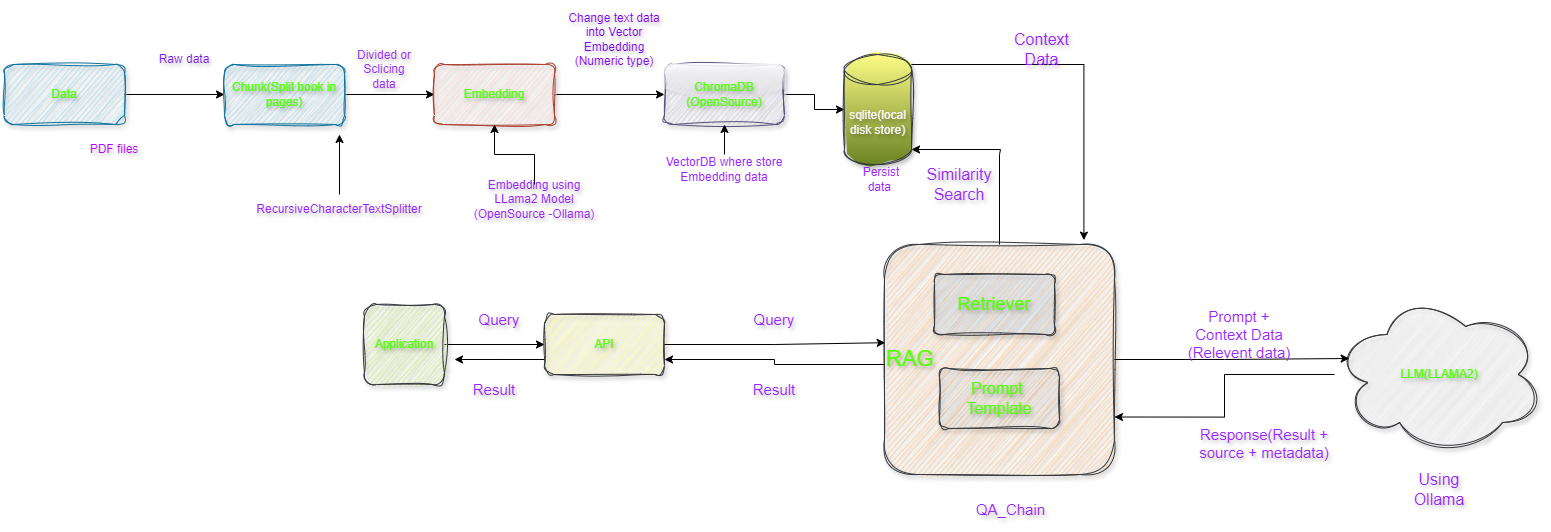 Change text data
into Vector
Embedding
(Numeric type)
Context
Data
Raw data
Divided or
Sclicing
data
Data
Chunk(Split book in
pages)
Embedding
ChromaDB
(OpenSource)
sqlite(local
disk store)
PDF files
VectorDB where store
Embedding data
Persist
data
Similarity
Search
RecursiveCharacterTextSplitter
Embedding using
LLama2 Model
(OpenSource -Ollama)
Retriever
Query
Query
Prompt +
Context Data
(Relevent data)
Application
API
RAG
LLM(LLAMA2)
Result
Result
Prompt
Template
Response(Result +
source + metadata)
Using
Ollama
QA_Chain